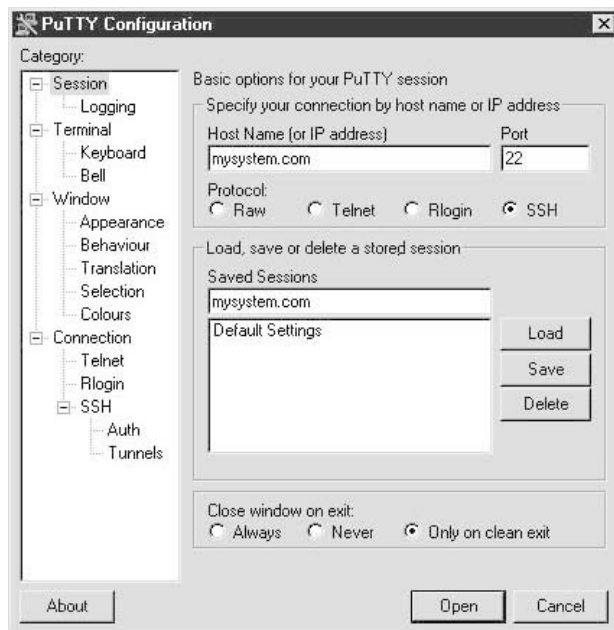 PuTTY Configuration
Category:
Session
Logging
Terminal
Keyboard
Bell
Window
Appearance
Behaviour
Translation
Selection
Colours
Connection
Telnet
Rlogin
SSH
Auth
Tunnels
Basic options for your PuTTY session
Specify your connection by host name or IP address
Host Name (or IP address) Port
mysystem.com 22
Protocol:
Raw Telnet Rlogin SSH
Load, save or delete a stored session
Saved Sessions
mysystem.com
Default Settings
Load
Save
Delete
Close window on exit:
Always Never Only on clean exit
About Open Cancel